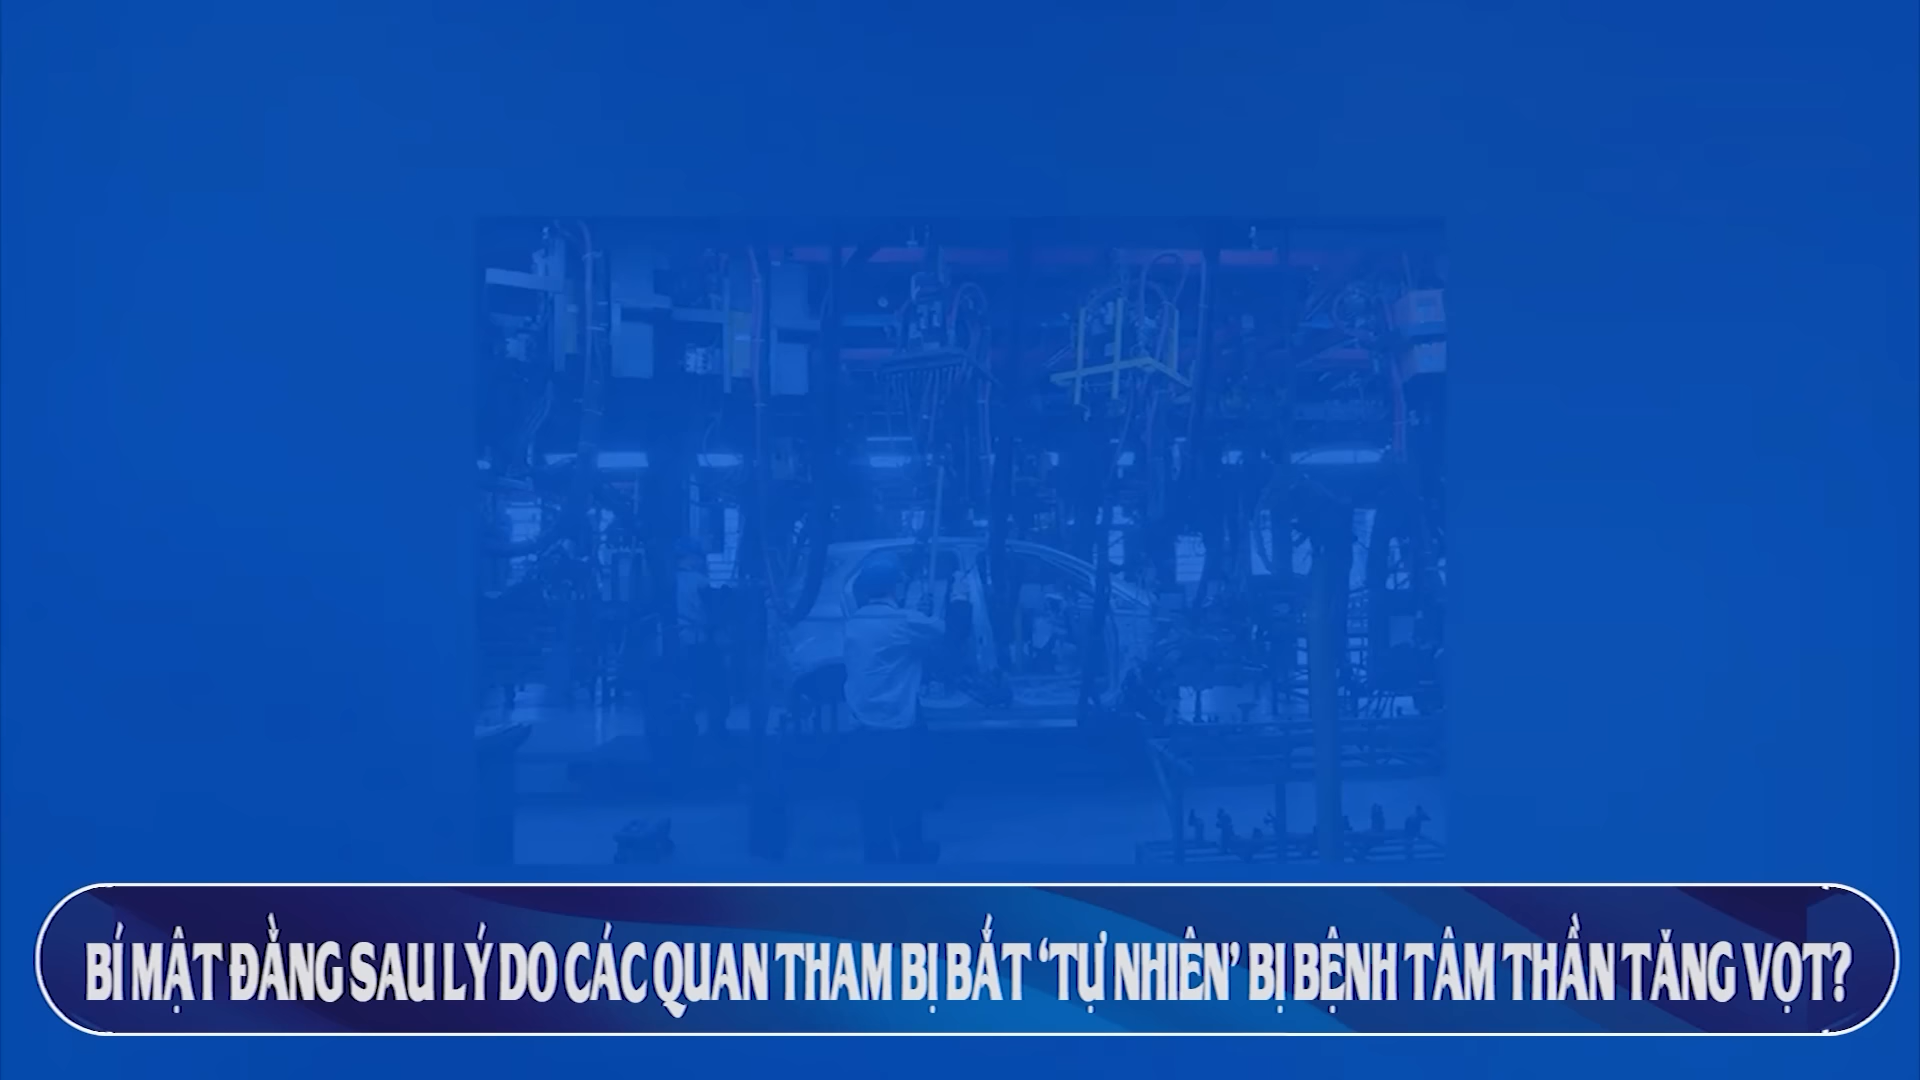 BÍ MẬT ĐẰNG SAU LÝ DO CÁC QUAN THAM BỊ BẮT ‘TỰ NHIÊN’ BỊ BỆNH TÂM THẦN TĂNG VỌT?